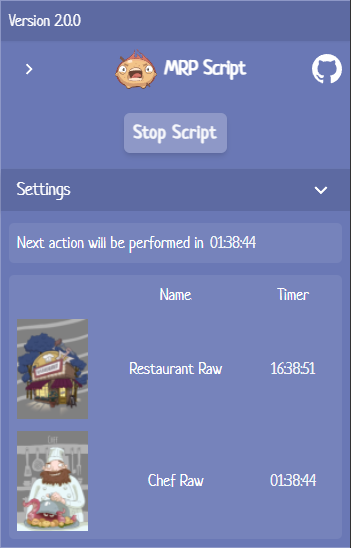 Version 2.0.0
MRP Script
Stop Script
Settings
Next action will be performed in 01:38:44
Name Timer
Restaurant Raw 16:38:51
Chef Raw 01:38:44